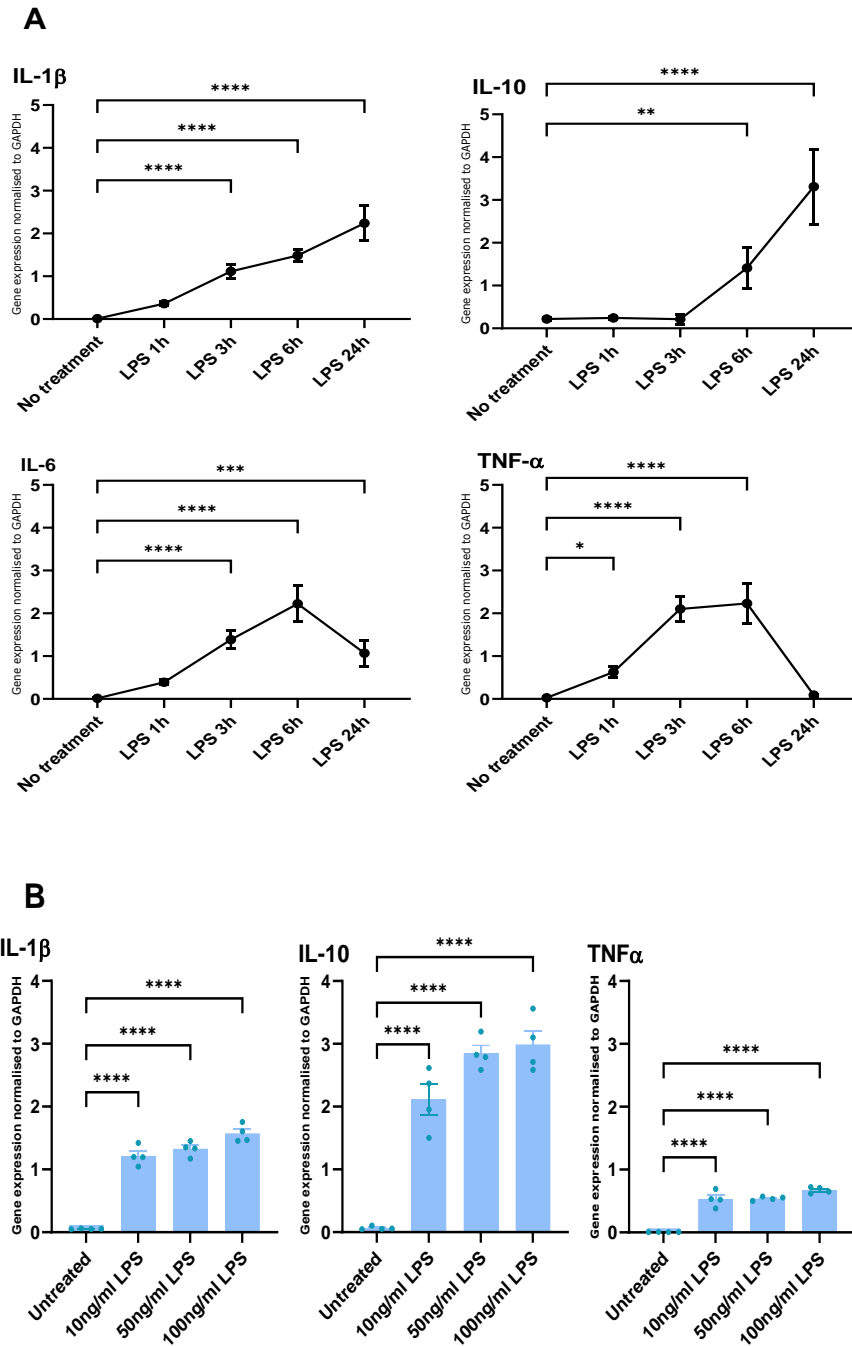 A
IL-1β
****
****
****
Gene expression normalised to GAPDH
5
4
3
2
1
0
No treatment
LPS 1h
LPS 3h
LPS 6h
LPS 24h
IL-10
****
**
Gene expression normalised to GAPDH
5
4
3
2
1
0
No treatment
LPS 1h
LPS 3h
LPS 6h
LPS 24h
IL-6
***
****
****
Gene expression normalised to GAPDH
5
4
3
2
1
0
No treatment
LPS 1h
LPS 3h
LPS 6h
LPS 24h
TNF-α
****
****
*
Gene expression normalised to GAPDH
5
4
3
2
1
0
No treatment
LPS 1h
LPS 3h
LPS 6h
LPS 24h
B
IL-1β
****
****
****
Gene expression normalised to GAPDH
4
3
2
1
0
Untreated
10ng/ml LPS
50ng/ml LPS
100ng/ml LPS
IL-10
****
****
****
Gene expression normalised to GAPDH
4
3
2
1
0
Untreated
10ng/ml LPS
50ng/ml LPS
100ng/ml LPS
TNFα
****
****
****
Gene expression normalised to GAPDH
4
3
2
1
0
Untreated
10ng/ml LPS
50ng/ml LPS
100ng/ml LPS